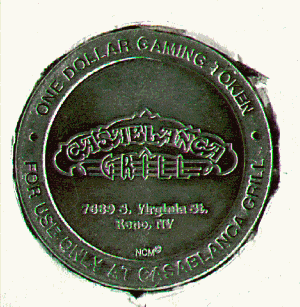 ONE DOLLAR GAMING TOKEN
CASABLANCA
GRILL
7689 S. Virginia St.
Reno, NV
NCM©
FOR USE ONLY AT CASABLANCA GRILL